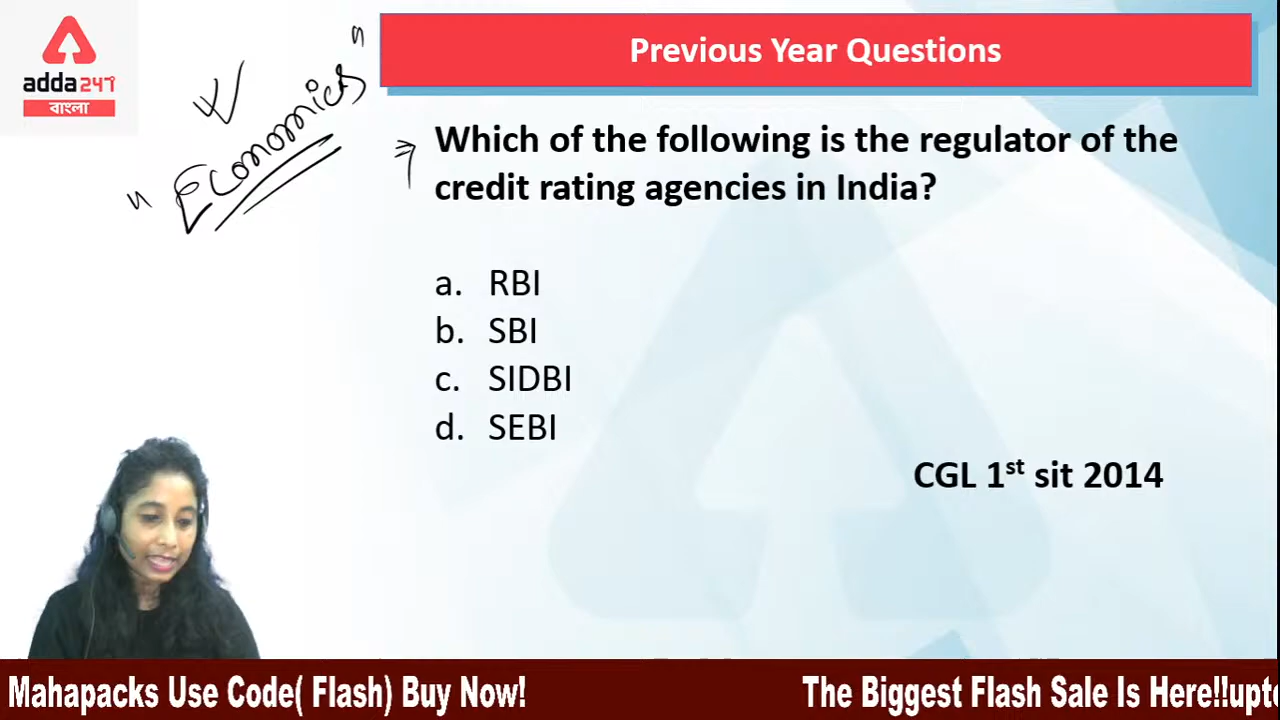 adda247
বাংলা
"Economics"
Previous Year Questions
Which of the following is the regulator of the
credit rating agencies in India?
a. RBI
b. SBI
c. SIDBI
d. SEBI
CGL 1st sit 2014
Mahapacks Use Code( Flash) Buy Now!
The Biggest Flash Sale Is Here!!upto